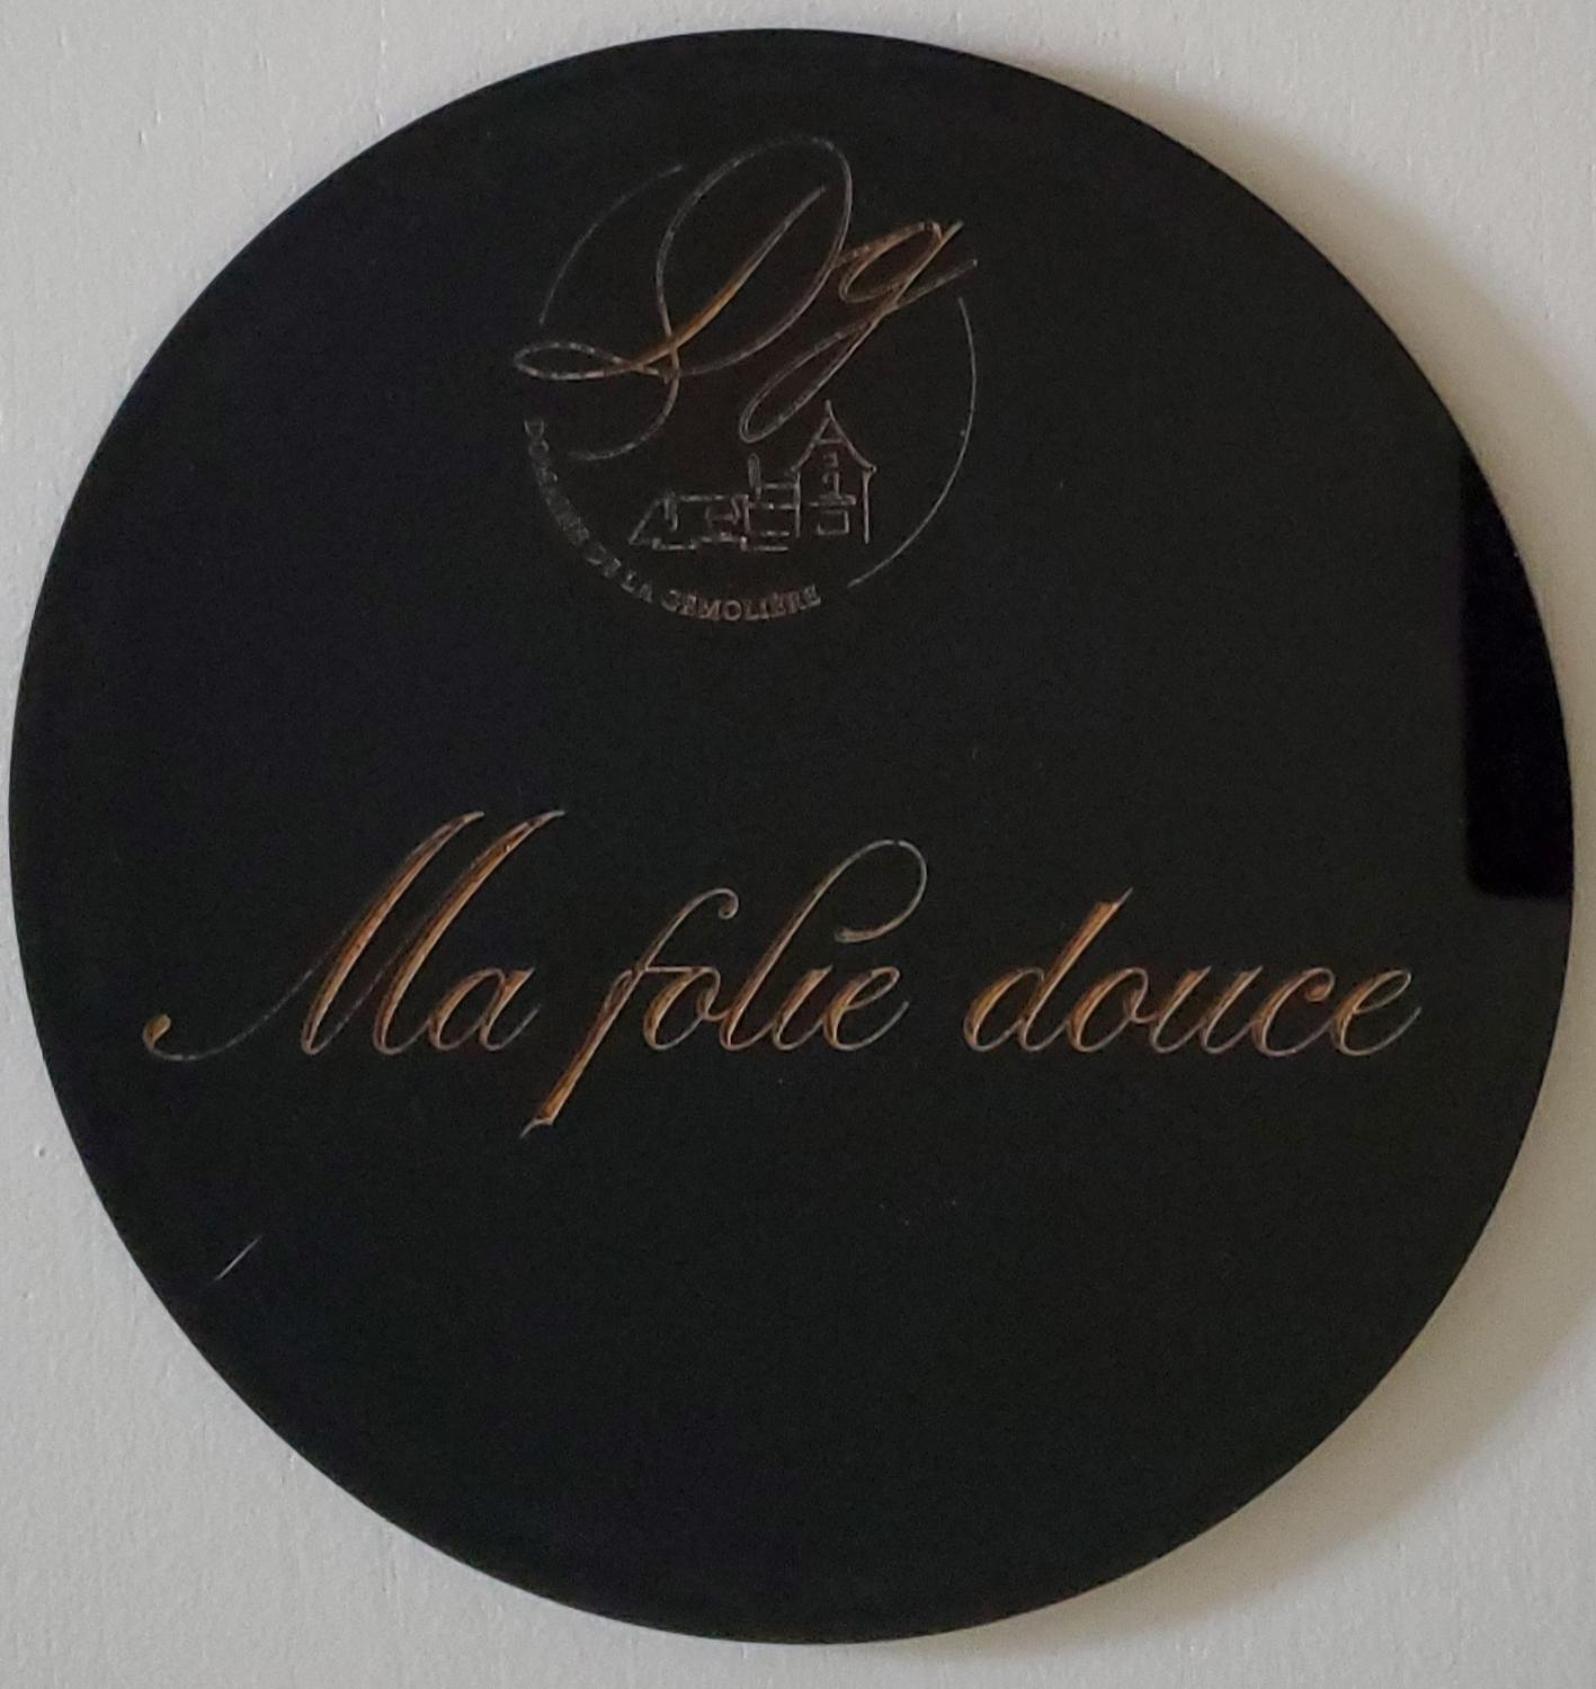 Dg
DOMAINE DE LA GÉMOLIÈRE
Ma folie douce